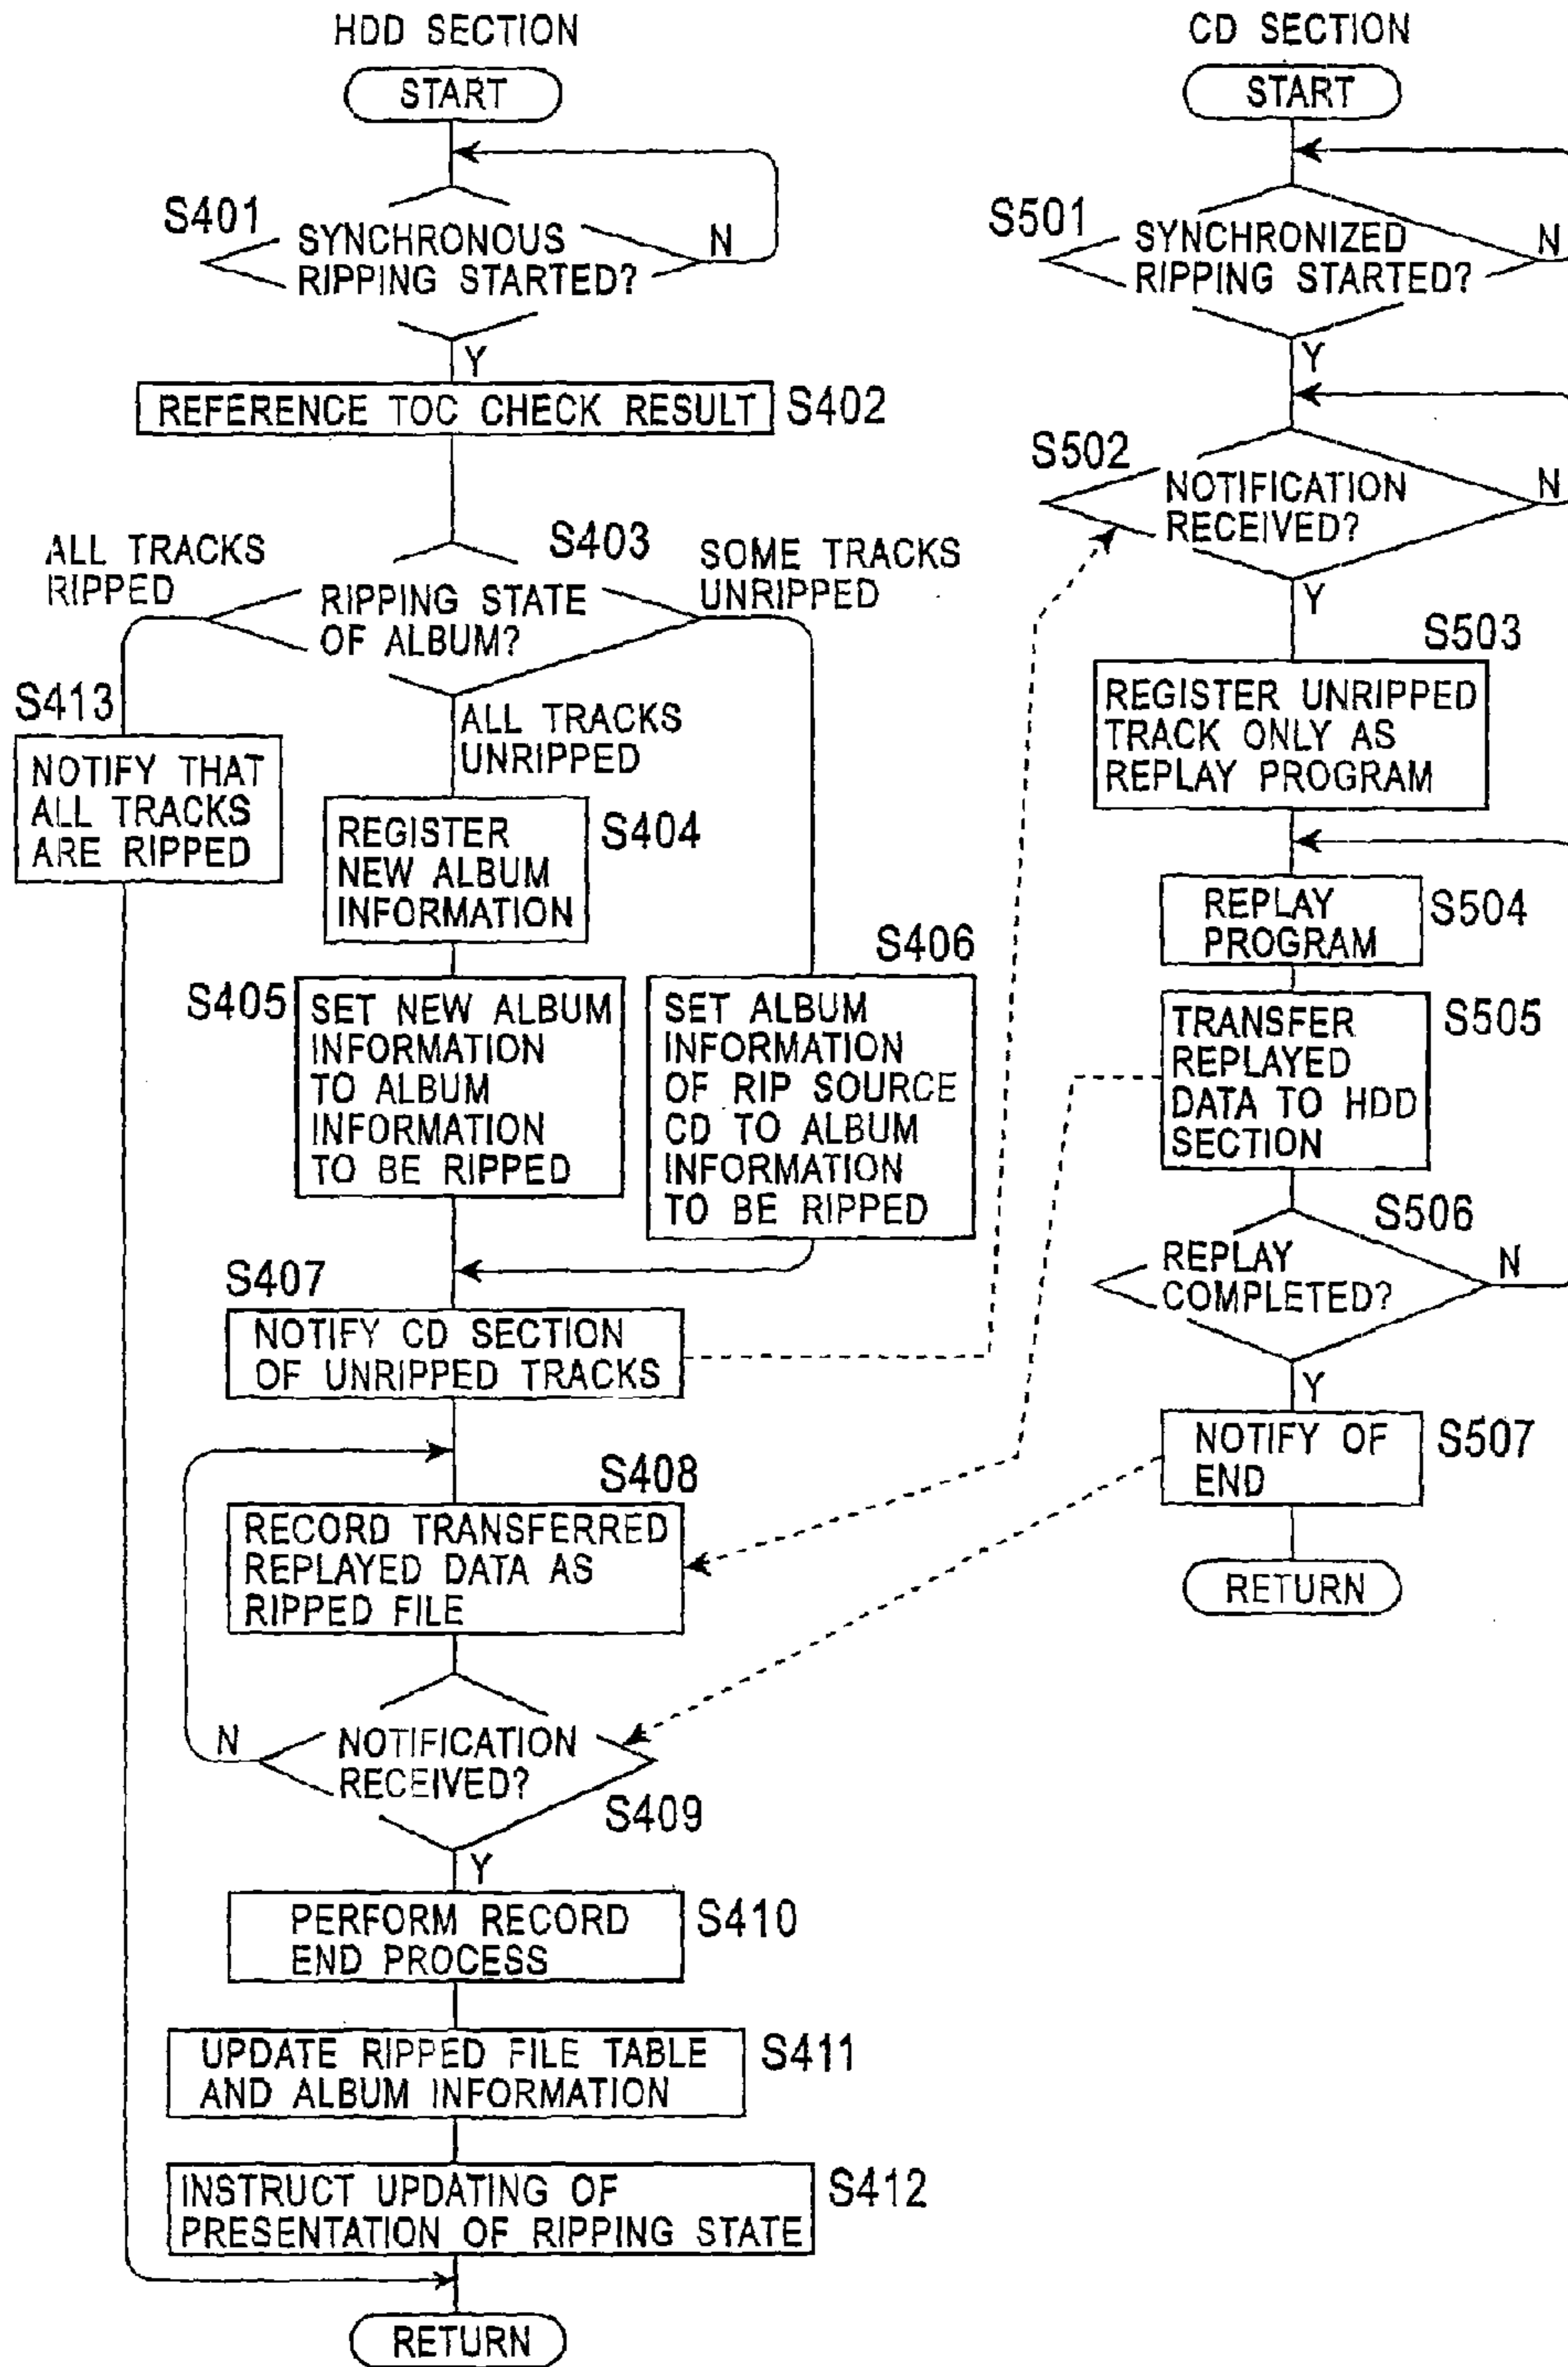 HDD SECTION
START
S401
SYNCHRONOUS
RIPPING STARTED?
N
Y
REFERENCE TOC CHECK RESULT
S402
S403
ALL TRACKS
RIPPED
RIPPING STATE
OF ALBUM?
SOME TRACKS
UNRIPPED
ALL TRACKS
UNRIPPED
S413
NOTIFY THAT
ALL TRACKS
ARE RIPPED
REGISTER
NEW ALBUM
INFORMATION
S404
S405
SET NEW ALBUM
INFORMATION
TO ALBUM
INFORMATION
TO BE RIPPED
S406
SET ALBUM
INFORMATION
OF RIP SOURCE
CD TO ALBUM
INFORMATION
TO BE RIPPED
S407
NOTIFY CD SECTION
OF UNRIPPED TRACKS
S408
RECORD TRANSFERRED
REPLAYED DATA AS
RIPPED FILE
N
NOTIFICATION
RECEIVED?
S409
Y
PERFORM RECORD
END PROCESS
S410
UPDATE RIPPED FILE TABLE
AND ALBUM INFORMATION
S411
INSTRUCT UPDATING OF
PRESENTATION OF RIPPING STATE
S412
RETURN
CD SECTION
START
S501
SYNCHRONIZED
RIPPING STARTED?
N
Y
S502
NOTIFICATION
RECEIVED?
N
Y
S503
REGISTER UNRIPPED
TRACK ONLY AS
REPLAY PROGRAM
REPLAY
PROGRAM
S504
TRANSFER
REPLAYED
DATA TO HDD
SECTION
S505
S506
REPLAY
COMPLETED?
N
Y
NOTIFY OF
END
S507
RETURN